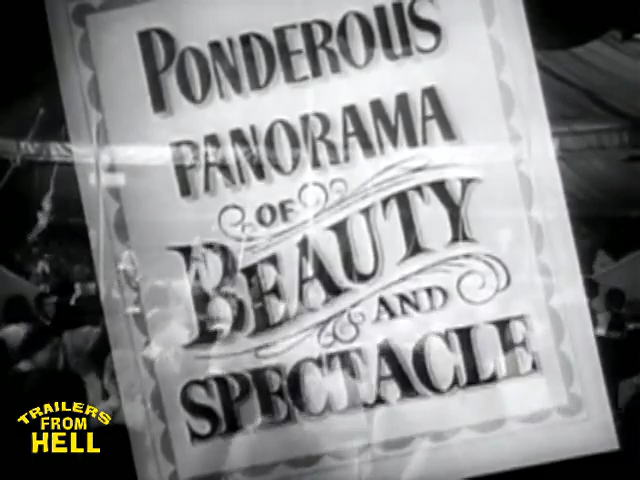 PONDEROUS
PANORAMA
OF
BEAUTY
AND
SPECTACLE
TRAILERS
FROM
HELL